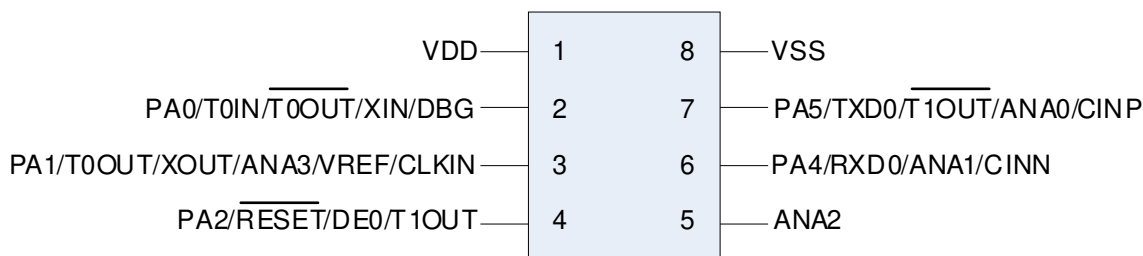 VDD 1 8 VSS
PA0/T0IN/T0OUT/XIN/DBG 2 7 PA5/TXD0/T1OUT/ANA0/CINP
PA1/T0OUT/XOUT/ANA3/VREF/CLKIN 3 6 PA4/RXD0/ANA1/CINN
PA2/RESET/DE0/T1OUT 4 5 ANA2